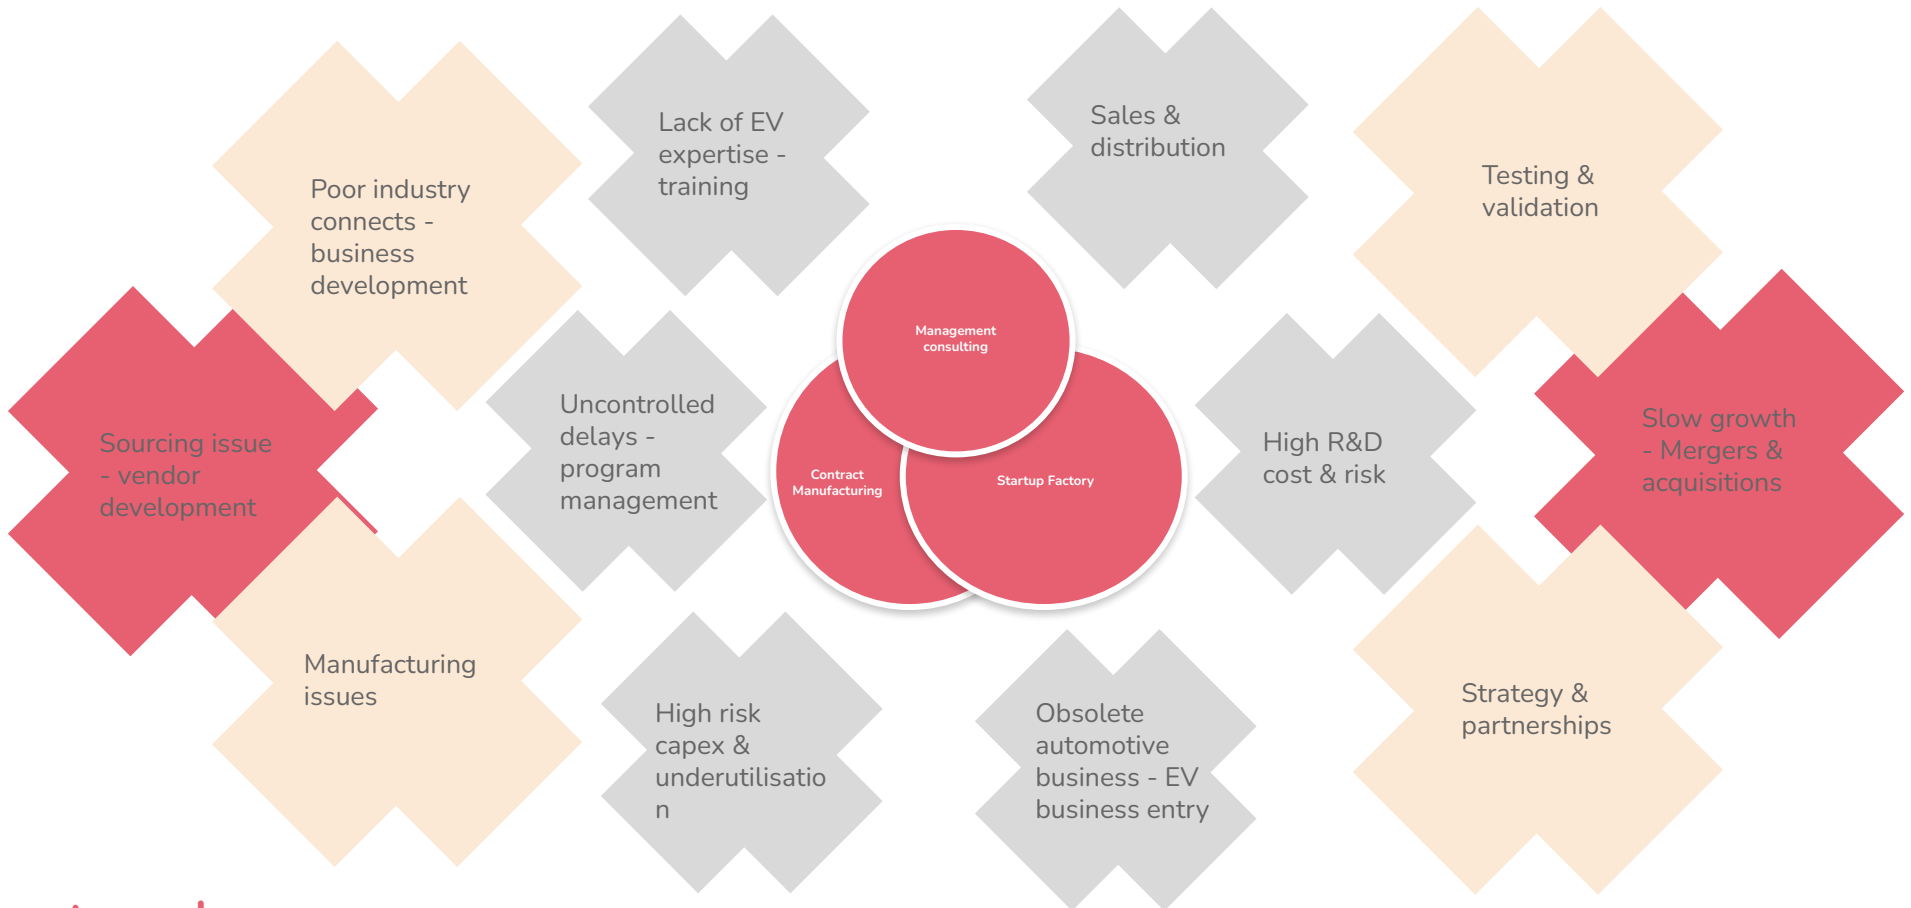 Lack of EV
expertise -
training
Sales &
distribution
Poor industry
connects -
business
development
Testing &
validation
Management
consulting
Uncontrolled
delays -
program
management
Sourcing issue
- vendor
development
Contract
Manufacturing
Startup Factory
High R&D
cost & risk
Slow growth
- Mergers &
acquisitions
Manufacturing
issues
High risk
capex &
underutilisatio
n
Obsolete
automotive
business - EV
business entry
Strategy &
partnerships